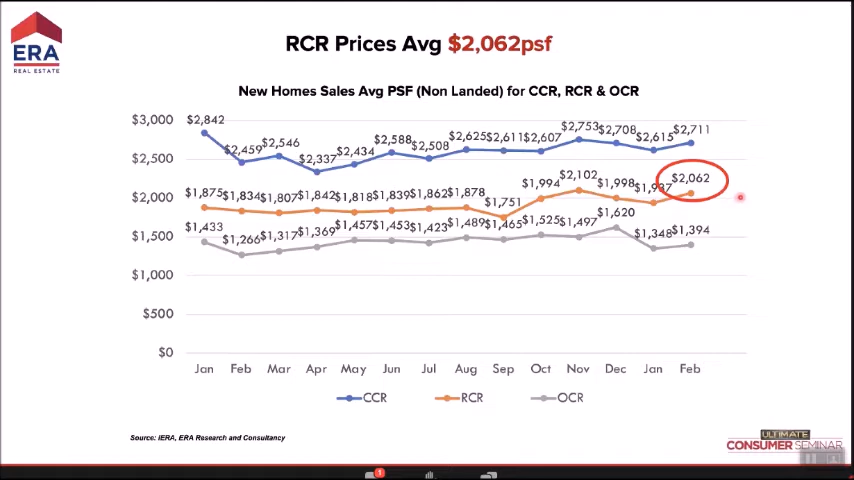 ERA
REAL ESTATE
RCR Prices Avg $2,062psf
New Homes Sales Avg PSF (Non Landed) for CCR, RCR & OCR
$3,000
$2,500
$2,000
$1,500
$1,000
$500
$0
$2,842 $2,459 $2,546 $2,337 $2,434 $2,588 $2,508 $2,625 $2,611 $2,607 $2,753 $2,708 $2,615 $2,711
$1,875 $1,834 $1,807 $1,842 $1,818 $1,839 $1,862 $1,878 $1,751 $1,994 $2,102 $1,998 $1,937 $2,062
$1,433 $1,266 $1,317 $1,369 $1,457 $1,453 $1,423 $1,489 $1,465 $1,525 $1,497 $1,620 $1,348 $1,394
Jan Feb Mar Apr May Jun Jul Aug Sep Oct Nov Dec Jan Feb
CCR RCR OCR
Source: IERA, ERA Research and Consultancy
ULTIMATE
CONSUMER SEMINAR
1